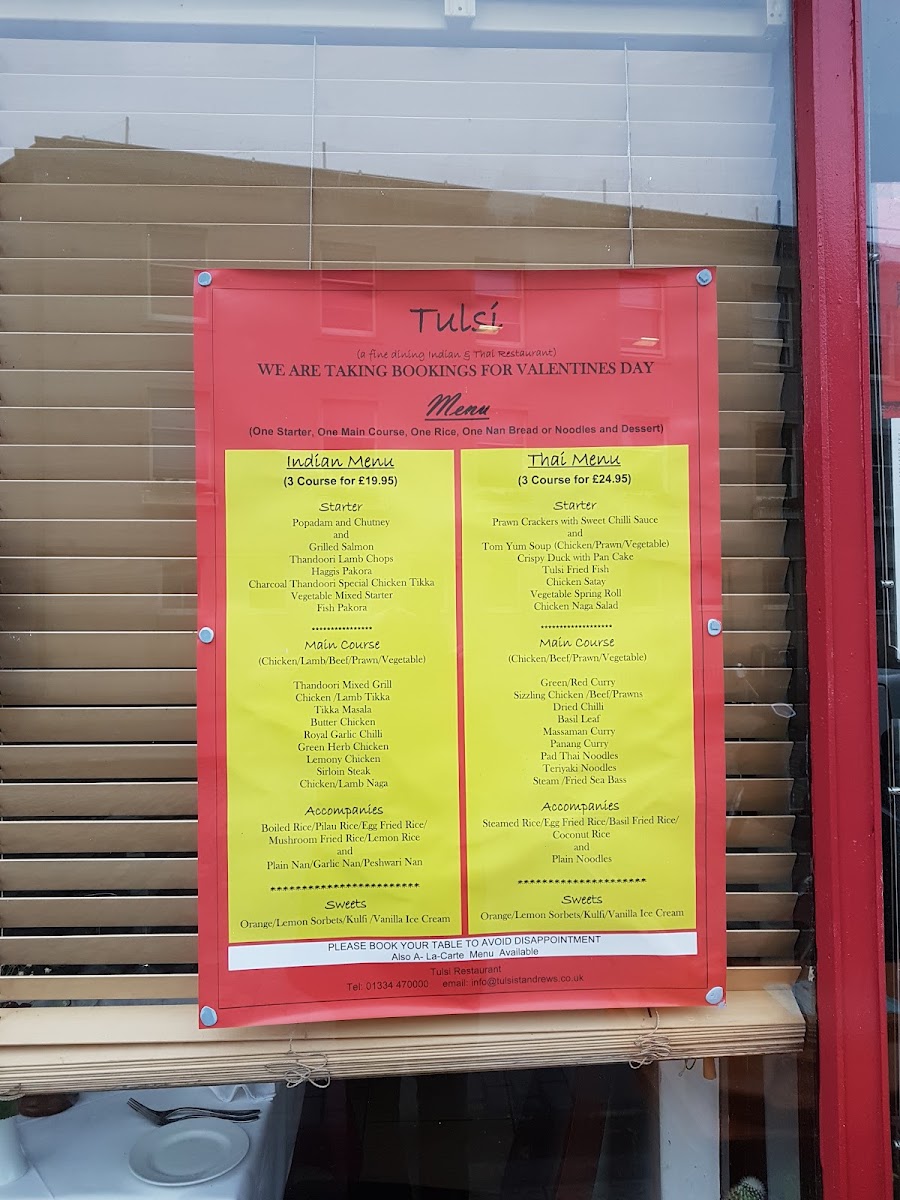 Tulsi
(a fine dining Indian & Thai Restaurant)
WE ARE TAKING BOOKINGS FOR VALENTINES DAY
Menu
(One Starter, One Main Course, One Rice, One Nan Bread or Noodles and Dessert)
Indian Menu
(3 Course for £19.95)
Starter
Popadam and Chutney
and
Grilled Salmon
Thandoori Lamb Chops
Haggis Pakora
Charcoal Thandoori Special Chicken Tikka
Vegetable Mixed Starter
Fish Pakora
****************
Main Course
(Chicken/Lamb/Beef/Prawn/Vegetable)
Thandoori Mixed Grill
Chicken /Lamb Tikka
Tikka Masala
Butter Chicken
Royal Garlic Chilli
Green Herb Chicken
Lemony Chicken
Sirloin Steak
Chicken/Lamb Naga
Accompanies
Boiled Rice/Pilau Rice/Egg Fried Rice/
Mushroom Fried Rice/Lemon Rice
and
Plain Nan/Garlic Nan/Peshwari Nan
************************
Sweets
Orange/Lemon Sorbets/Kulfi /Vanilla Ice Cream
Thai Menu
(3 Course for £24.95)
Starter
Prawn Crackers with Sweet Chilli Sauce
and
Tom Yum Soup (Chicken/Prawn/Vegetable)
Crispy Duck with Pan Cake
Tulsi Fried Fish
Chicken Satay
Vegetable Spring Roll
Chicken Naga Salad
*******************
Main Course
(Chicken/Beef/Prawn/Vegetable)
Green/Red Curry
Sizzling Chicken /Beef/Prawns
Dried Chilli
Basil Leaf
Massaman Curry
Panang Curry
Pad Thai Noodles
Teriyaki Noodles
Steam /Fried Sea Bass
Accompanies
Steamed Rice/Egg Fried Rice/Basil Fried Rice/
Coconut Rice
and
Plain Noodles
*********************
Sweets
Orange/Lemon Sorbets/Kulfi/Vanilla Ice Cream
PLEASE BOOK YOUR TABLE TO AVOID DISAPPOINTMENT
Also A- La-Carte Menu Available
Tulsi Restaurant
Tel: 01334 470000 email: info@tulsistandrews.co.uk